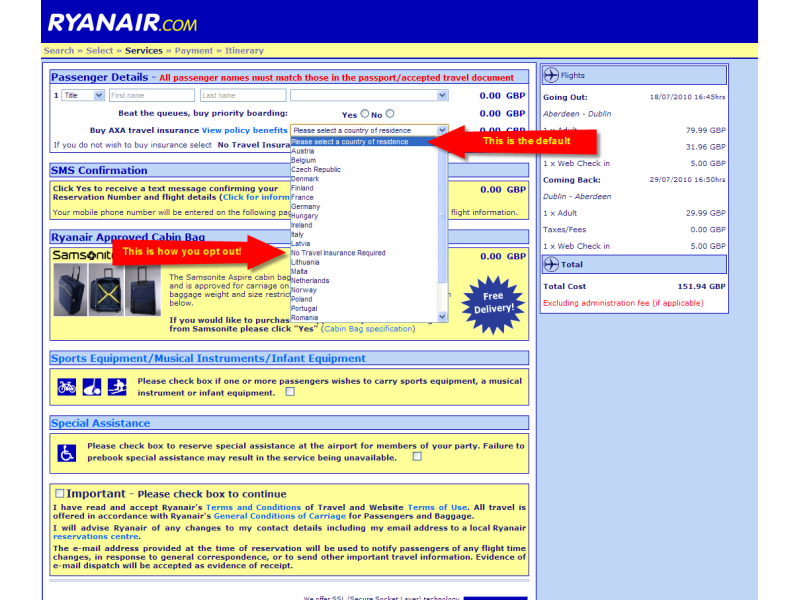 RYANAIR.COM
Search » Select » Services » Payment » Itinerary
Passenger Details - All passenger names must match those in the passport/accepted travel document
1 Title First name Last name 0.00 GBP
Beat the queues, buy priority boarding: Yes No 0.00 GBP
Buy AXA travel insurance View policy benefits Please select a country of residence 0.00 GBP
If you do not wish to buy insurance select No Travel Insura
Please select a country of residence
Austria
Belgium
Czech Republic
Denmark
Finland
France
Germany
Hungary
Ireland
Italy
Latvia
No Travel Insurance Required
Lithuania
Malta
Netherlands
Norway
Poland
Portugal
Romania
This is the default
This is how you opt out!
SMS Confirmation
Click Yes to receive a text message confirming your
Reservation Number and flight details (Click for inform 0.00 GBP
Your mobile phone number will be entered on the following pag flight information.
Ryanair Approved Cabin Bag
Samsonit 0.00 GBP
The Samsonite Aspire cabin bag
and is approved for carriage on
baggage weight and size restric
below.
If you would like to purchas
from Samsonite please click "Yes" (Cabin Bag specification)
Free
Delivery!
Sports Equipment/Musical Instruments/Infant Equipment
Please check box if one or more passengers wishes to carry sports equipment, a musical
instrument or infant equipment.
Special Assistance
Please check box to reserve special assistance at the airport for members of your party. Failure to
prebook special assistance may result in the service being unavailable.
Important - Please check box to continue
I have read and accept Ryanair's Terms and Conditions of Travel and Website Terms of Use. All travel is
offered in accordance with Ryanair's General Conditions of Carriage for Passengers and Baggage.
I will advise Ryanair of any changes to my contact details including my email address to a local Ryanair
reservations centre.
The e-mail address provided at the time of reservation will be used to notify passengers of any flight time
changes, in response to general correspondence, or to send other important travel information. Evidence of
e-mail dispatch will be accepted as evidence of receipt.
We offer SSL (Secure Socket Layer) technology
Flights
Going Out: 18/07/2010 16:45hrs
Aberdeen - Dublin
1 x Adult 79.99 GBP
31.96 GBP
1 x Web Check in 5.00 GBP
Coming Back: 29/07/2010 16:50hrs
Dublin - Aberdeen
1 x Adult 29.99 GBP
Taxes/Fees 0.00 GBP
1 x Web Check in 5.00 GBP
Total
Total Cost 151.94 GBP
Excluding administration fee (if applicable)